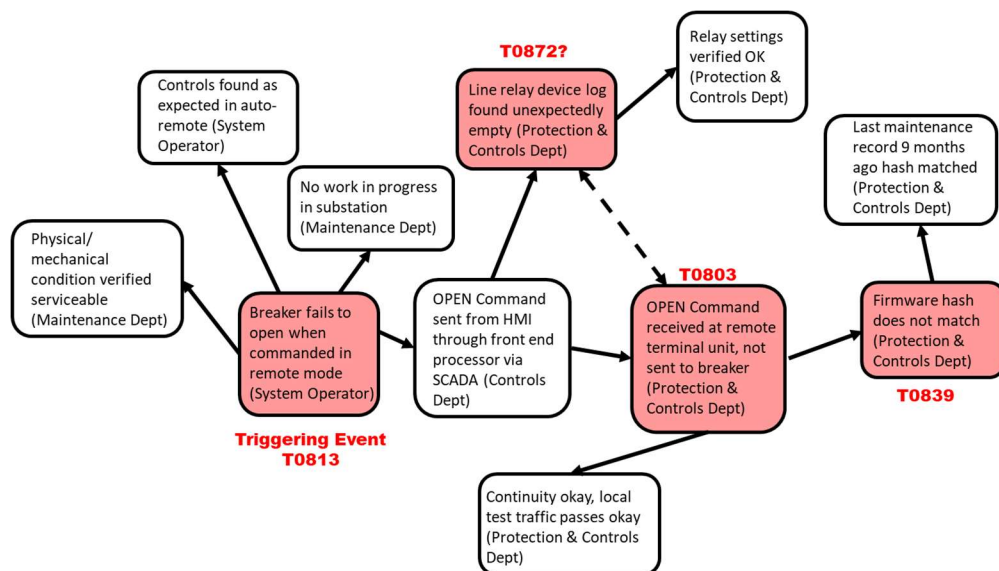 T0872?
Relay settings
verified OK
(Protection &
Controls Dept)
Controls found as
expected in auto-
remote (System
Operator)
Line relay device log
found unexpectedly
empty (Protection &
Controls Dept)
Last maintenance
record 9 months
ago hash matched
(Protection &
Controls Dept)
No work in progress
in substation
(Maintenance Dept)
Physical/
mechanical
condition verified
serviceable
(Maintenance Dept)
T0803
Breaker fails to
open when
commanded in
remote mode
(System Operator)
OPEN Command
sent from HMI
through front end
processor via
SCADA (Controls
Dept)
OPEN Command
received at remote
terminal unit, not
sent to breaker
(Protection &
Controls Dept)
Firmware hash
does not match
(Protection &
Controls Dept)
T0839
Triggering Event
T0813
Continuity okay, local
test traffic passes okay
(Protection & Controls
Dept)